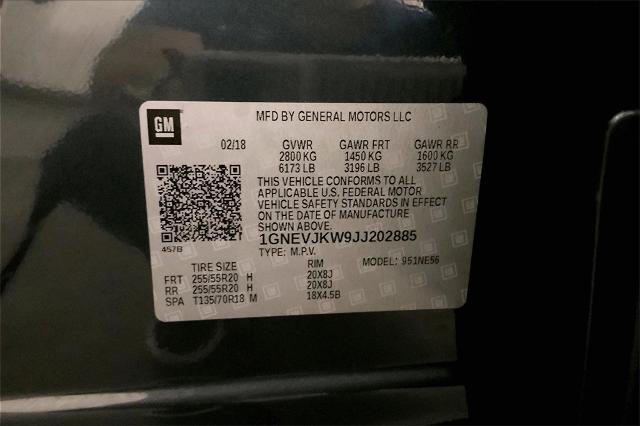 GM
MFD BY GENERAL MOTORS LLC
02/18 GVWR GAWR FRT GAWR RR
2800 KG 1450 KG 1600 KG
6173 LB 3196 LB 3527 LB
THIS VEHICLE CONFORMS TO ALL
APPLICABLE U.S. FEDERAL MOTOR
VEHICLE SAFETY STANDARDS IN EFFECT
ON THE DATE OF MANUFACTURE
SHOWN ABOVE.
457B 1GNEVJKW9JJ202885
TYPE: M.P.V.
TIRE SIZE RIM MODEL: 951NE56
FRT 255/55R20 H 20X8J
RR 255/55R20 H 20X8J
SPA T135/70R18 M 18X4.5B